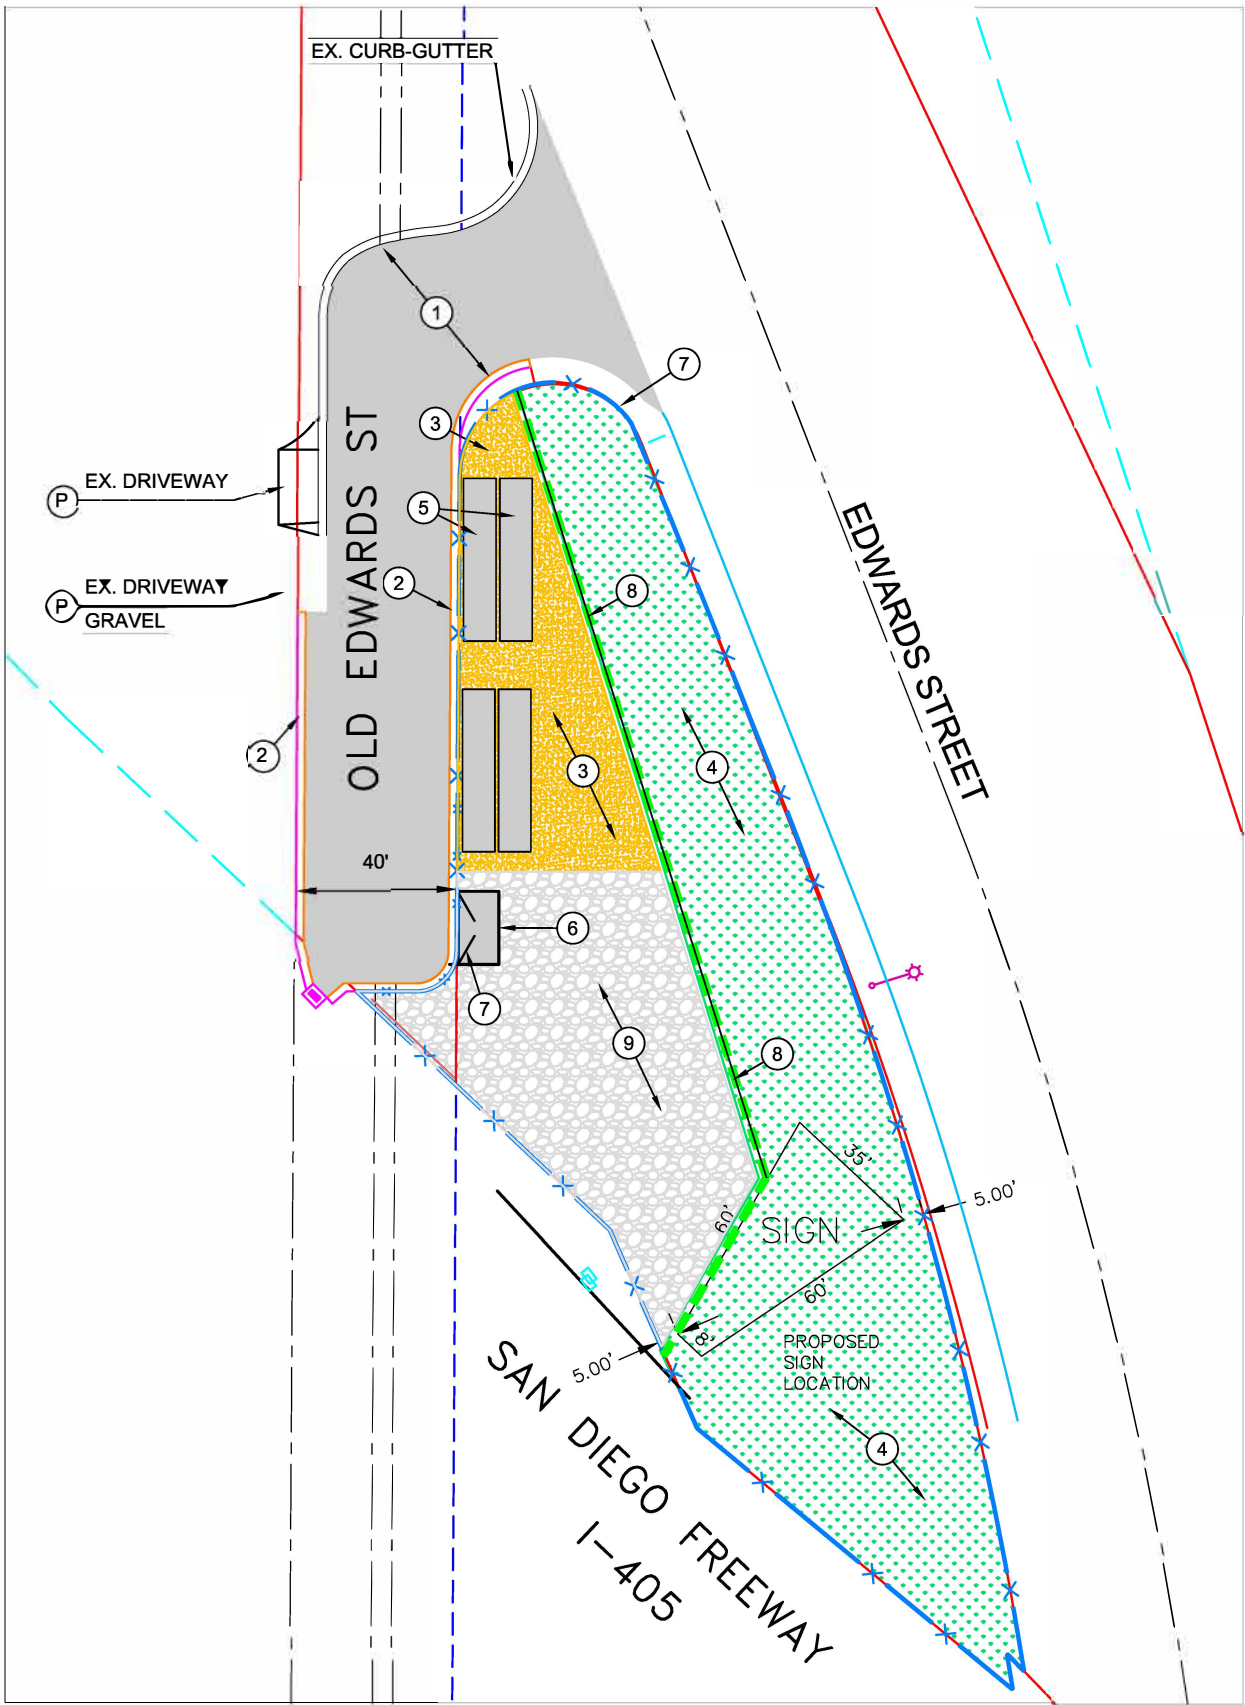 EX. CURB-GUTTER
1
7
3
EX. DRIVEWAY
P
5
OLD EDWARDS ST
EDWARDS STREET
2
8
EX. DRIVEWAY
P
GRAVEL
2
3
4
40'
6
7
9
8
35'
5.00'
60'
SIGN
60'
8'
5.00'
PROPOSED
SIGN
LOCATION
4
SAN DIEGO FREEWAY
I-405